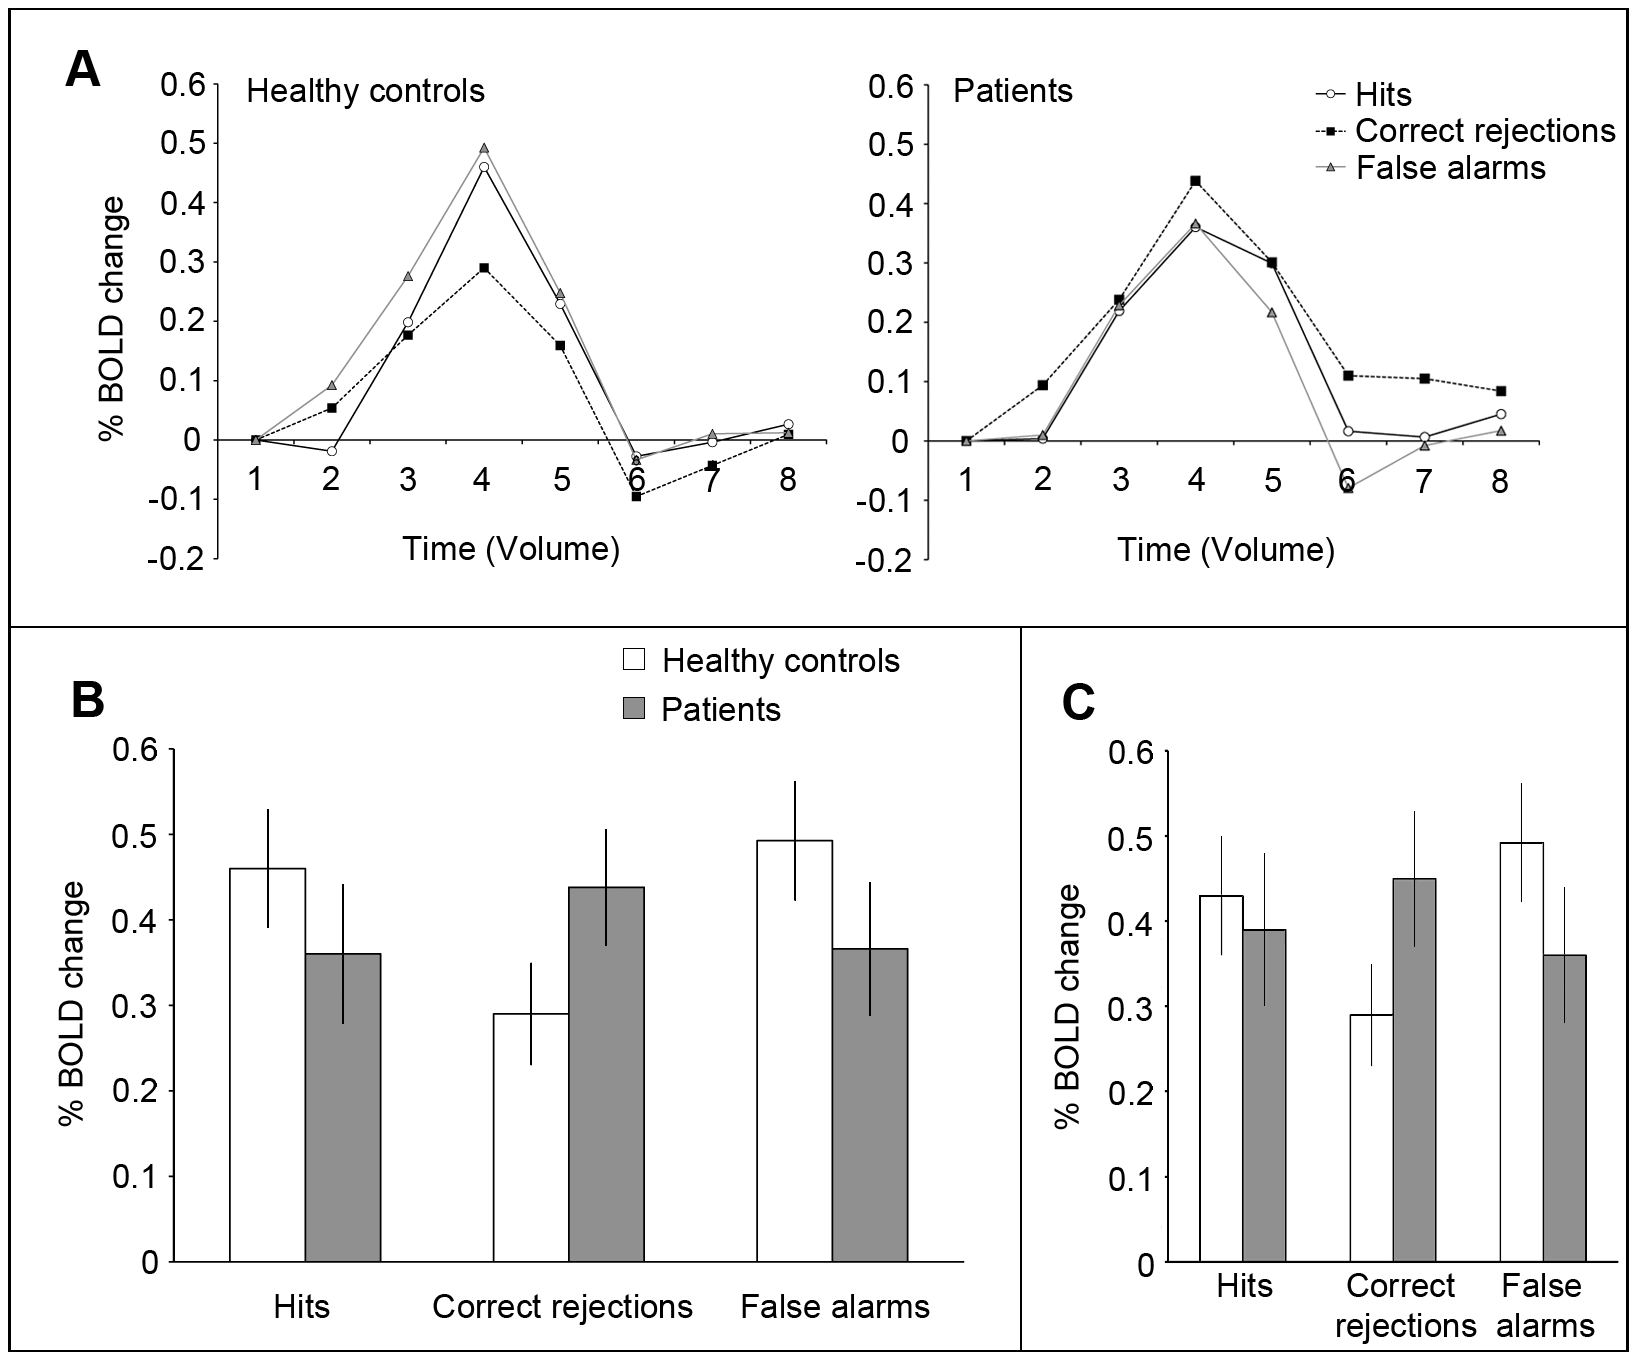 A
Healthy controls
0.6
0.5
0.4
0.3
0.2
0.1
0
-0.1
-0.2
% BOLD change
1 2 3 4 5 6 7 8
Time (Volume)
Patients
0.6
0.5
0.4
0.3
0.2
0.1
0
-0.1
-0.2
1 2 3 4 5 6 7 8
Time (Volume)
Hits
Correct rejections
False alarms
B
Healthy controls
Patients
0.6
0.5
0.4
0.3
0.2
0.1
0
% BOLD change
Hits Correct rejections False alarms
C
0.6
0.5
0.4
0.3
0.2
0.1
0
% BOLD change
Hits Correct False
rejections alarms